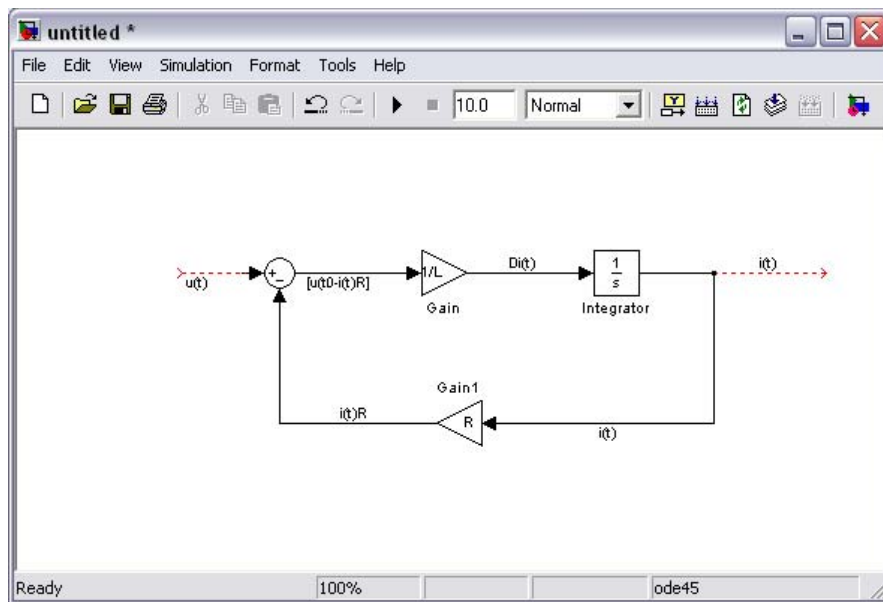 untitled *
File Edit View Simulation Format Tools Help
10.0 Normal
u(t)
+
-
[u(t0-i(t)R]
1/L
Gain
Di(t)
1
s
Integrator
i(t)
Gain1
R
i(t)R
i(t)
Ready 100% ode45